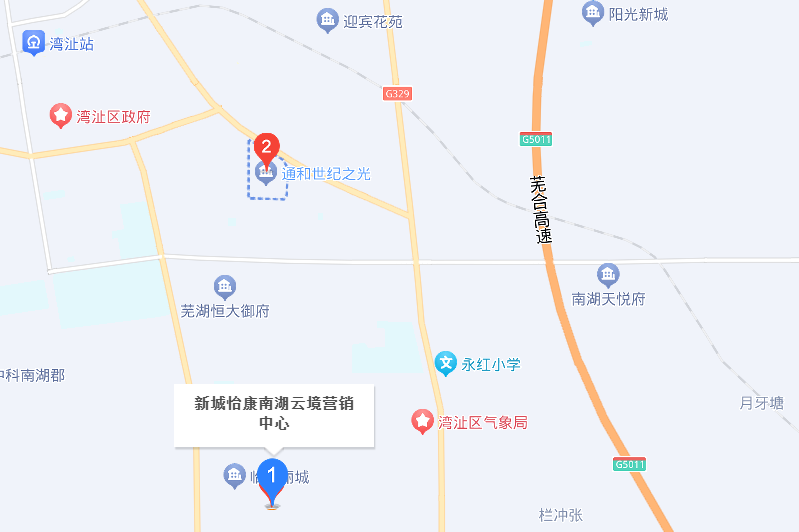 迎宾花苑
阳光新城
湾沚站
G329
湾沚区政府
G5011
2
通和世纪之光
芜合高速
南湖天悦府
芜湖恒大御府
永红小学
中科南湖郡
新城怡康南湖云境营销
中心
月牙塘
湾沚区气象局
G5011
1
丽城
栏冲张